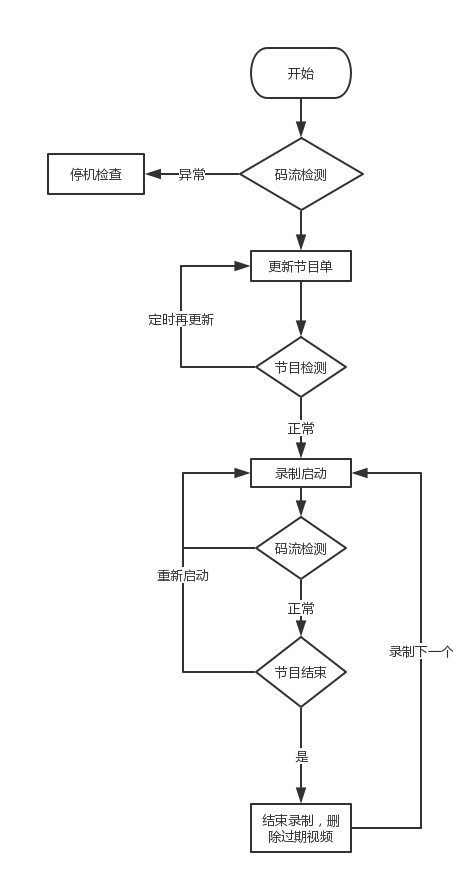 开始
停机检查
异常
码流检测
更新节目单
定时再更新
节目检测
正常
录制启动
码流检测
重新启动
正常
录制下一个
节目结束
是
结束录制，删
除过期视频